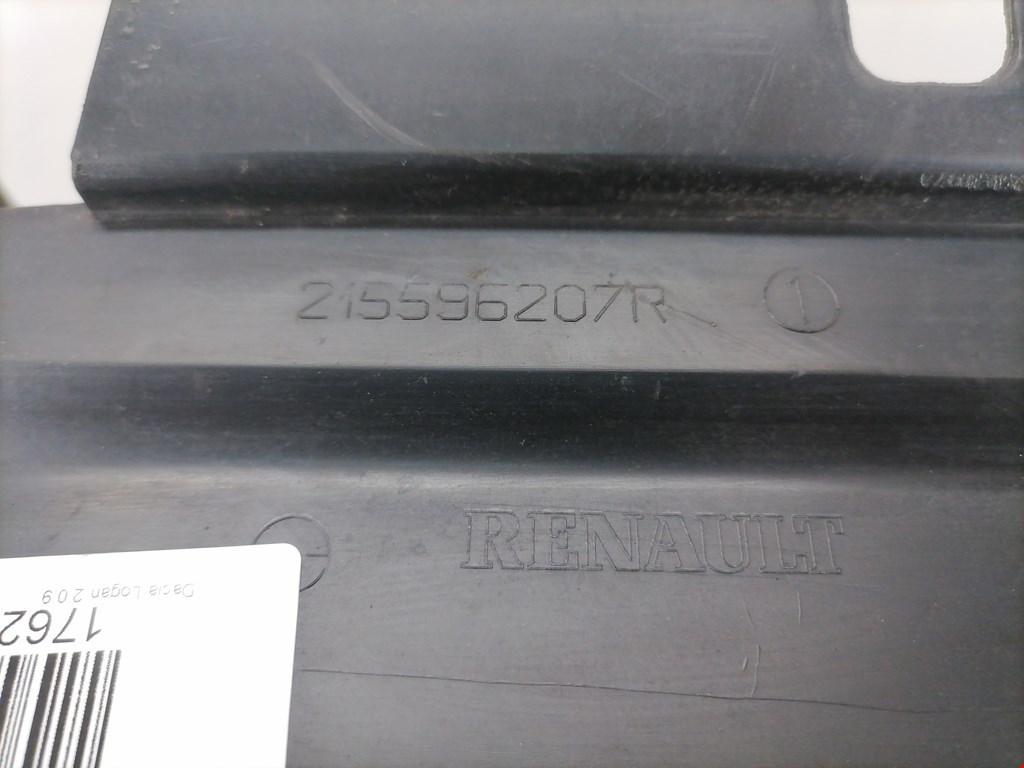 215596207R 1
RENAULT
Dacia Logan 2 0 9
1762